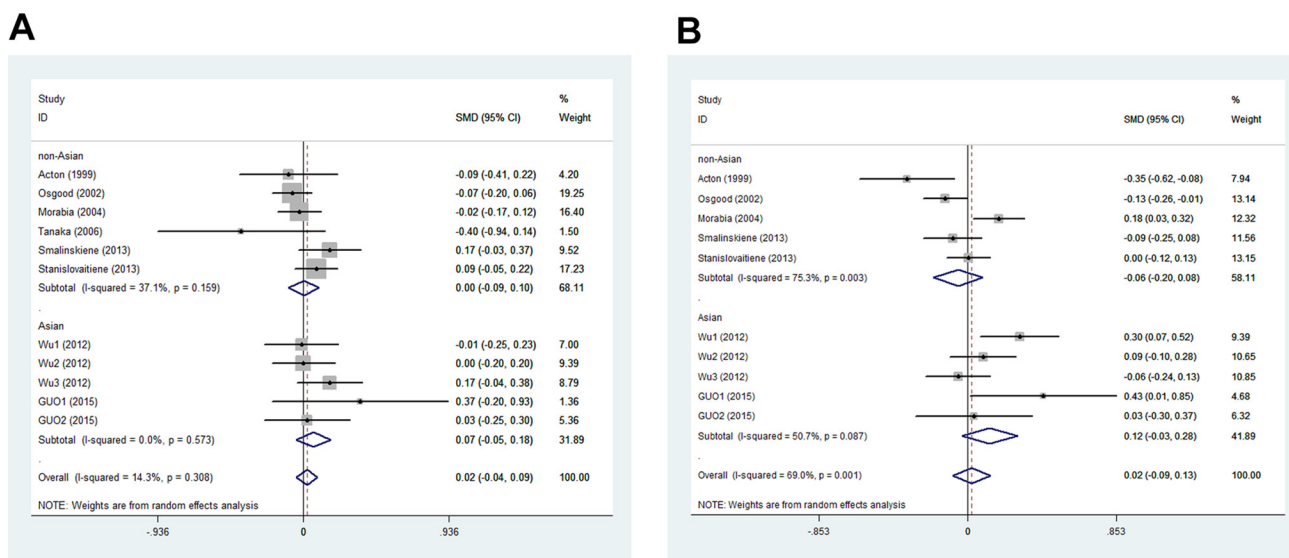 A
Study %
ID SMD (95% CI) Weight
non-Asian
Acton (1999) -0.09 (-0.41, 0.22) 4.20
Osgood (2002) -0.07 (-0.20, 0.06) 19.25
Morabia (2004) -0.02 (-0.17, 0.12) 16.40
Tanaka (2006) -0.40 (-0.94, 0.14) 1.50
Smalinskiene (2013) 0.17 (-0.03, 0.37) 9.52
Stanislovaitiene (2013) 0.09 (-0.05, 0.22) 17.23
Subtotal (I-squared = 37.1%, p = 0.159) 0.00 (-0.09, 0.10) 68.11
.
Asian
Wu1 (2012) -0.01 (-0.25, 0.23) 7.00
Wu2 (2012) 0.00 (-0.20, 0.20) 9.39
Wu3 (2012) 0.17 (-0.04, 0.38) 8.79
GUO1 (2015) 0.37 (-0.20, 0.93) 1.36
GUO2 (2015) 0.03 (-0.25, 0.30) 5.36
Subtotal (I-squared = 0.0%, p = 0.573) 0.07 (-0.05, 0.18) 31.89
.
Overall (I-squared = 14.3%, p = 0.308) 0.02 (-0.04, 0.09) 100.00
NOTE: Weights are from random effects analysis
-.936 0 .936
B
Study %
ID SMD (95% CI) Weight
non-Asian
Acton (1999) -0.35 (-0.62, -0.08) 7.94
Osgood (2002) -0.13 (-0.26, -0.01) 13.14
Morabia (2004) 0.18 (0.03, 0.32) 12.32
Smalinskiene (2013) -0.09 (-0.25, 0.08) 11.56
Stanislovaitiene (2013) 0.00 (-0.12, 0.13) 13.15
Subtotal (I-squared = 75.3%, p = 0.003) -0.06 (-0.20, 0.08) 58.11
.
Asian
Wu1 (2012) 0.30 (0.07, 0.52) 9.39
Wu2 (2012) 0.09 (-0.10, 0.28) 10.65
Wu3 (2012) -0.06 (-0.24, 0.13) 10.85
GUO1 (2015) 0.43 (0.01, 0.85) 4.68
GUO2 (2015) 0.03 (-0.30, 0.37) 6.32
Subtotal (I-squared = 50.7%, p = 0.087) 0.12 (-0.03, 0.28) 41.89
.
Overall (I-squared = 69.0%, p = 0.001) 0.02 (-0.09, 0.13) 100.00
NOTE: Weights are from random effects analysis
-.853 0 .853